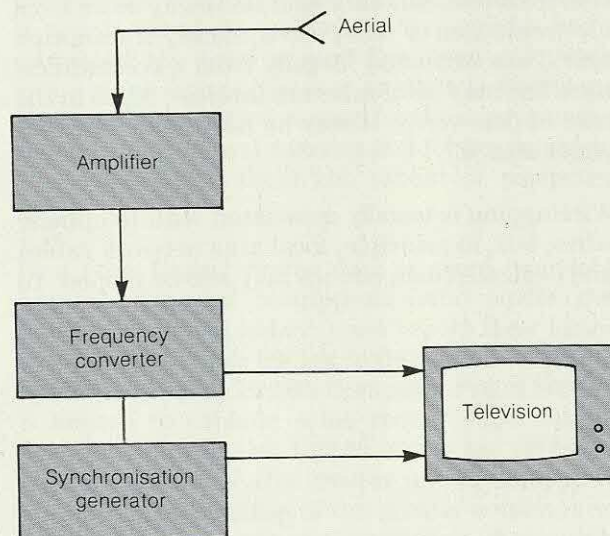 Aerial
Amplifier
Frequency
converter
Television
Synchronisation
generator